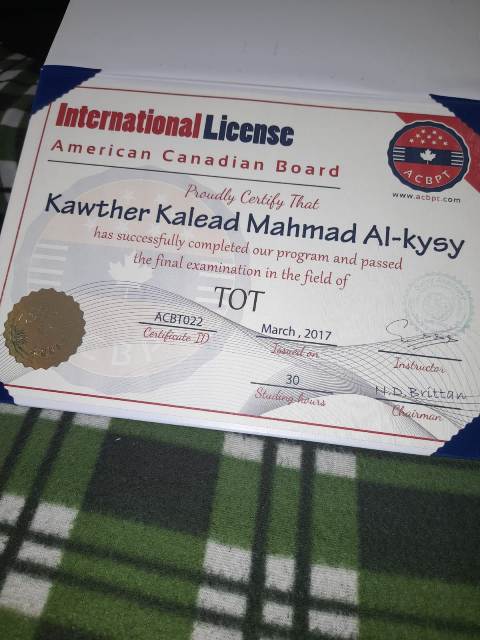 International License
American Canadian Board
ACBPT
www.acbpt.com
Proudly Certify That
Kawther Kalead Mahmad Al-kysy
has successfully completed our program and passed
the final examination in the field of
TOT
ACBT022
Certificate ID
March , 2017
Issued on
Instructor
30
Studing hours
H.D.Brittan
Chairman